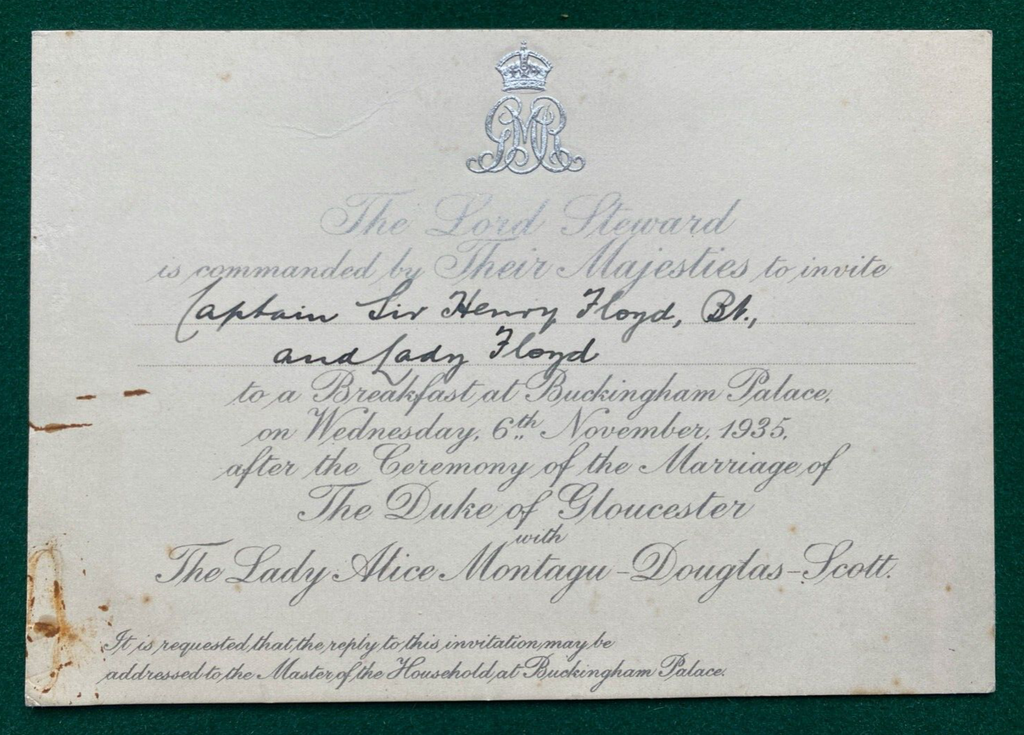 GMR
The Lord Steward
is commanded by Their Majesties to invite
Captain Sir Henry Floyd, Bt.,
and Lady Floyd
to a Breakfast at Buckingham Palace,
on Wednesday, 6th November, 1935,
after the Ceremony of the Marriage of
The Duke of Gloucester
with
The Lady Alice Montagu-Douglas-Scott.
It is requested that the reply to this invitation may be
addressed to the Master of the Household at Buckingham Palace.